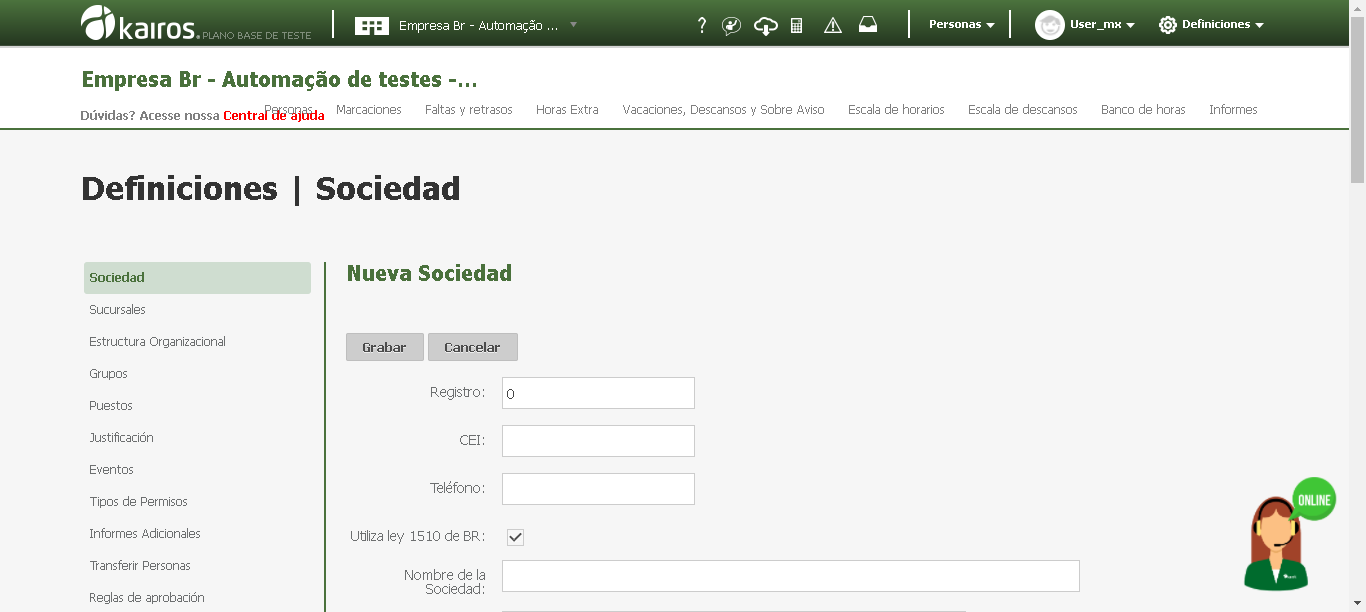 kairos. PLANO BASE DE TESTE
Empresa Br - Automação ...
?
Personas
User_mx
Definiciones
Empresa Br - Automação de testes -...
Dúvidas? Acesse nossa Central de ajuda
Personas
Marcaciones
Faltas y retrasos
Horas Extra
Vacaciones, Descansos y Sobre Aviso
Escala de horarios
Escala de descansos
Banco de horas
Informes
Definiciones | Sociedad
Sociedad
Sucursales
Estructura Organizacional
Grupos
Puestos
Justificación
Eventos
Tipos de Permisos
Informes Adicionales
Transferir Personas
Reglas de aprobación
Nueva Sociedad
Grabar
Cancelar
Registro: 0
CEI:
Teléfono:
Utiliza ley 1510 de BR:
Nombre de la
Sociedad:
ONLINE